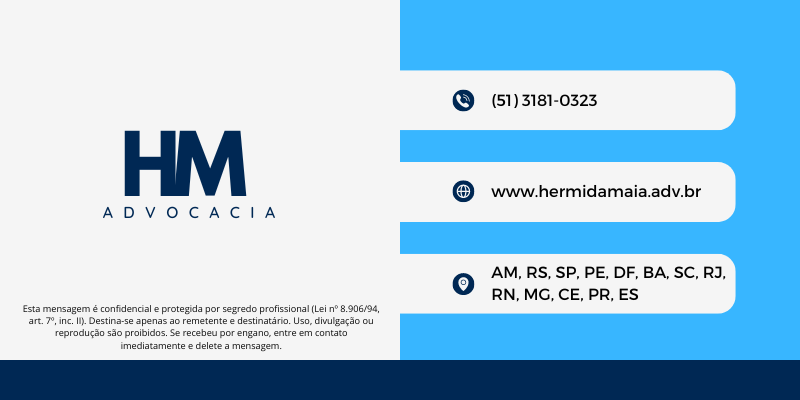 HM
ADVOCACIA
Esta mensagem é confidencial e protegida por segredo profissional (Lei nº 8.906/94,
art. 7º, inc. II). Destina-se apenas ao remetente e destinatário. Uso, divulgação ou
reprodução são proibidos. Se recebeu por engano, entre em contato
imediatamente e delete a mensagem.
(51) 3181-0323
www.hermidamaia.adv.br
AM, RS, SP, PE, DF, BA, SC, RJ,
RN, MG, CE, PR, ES